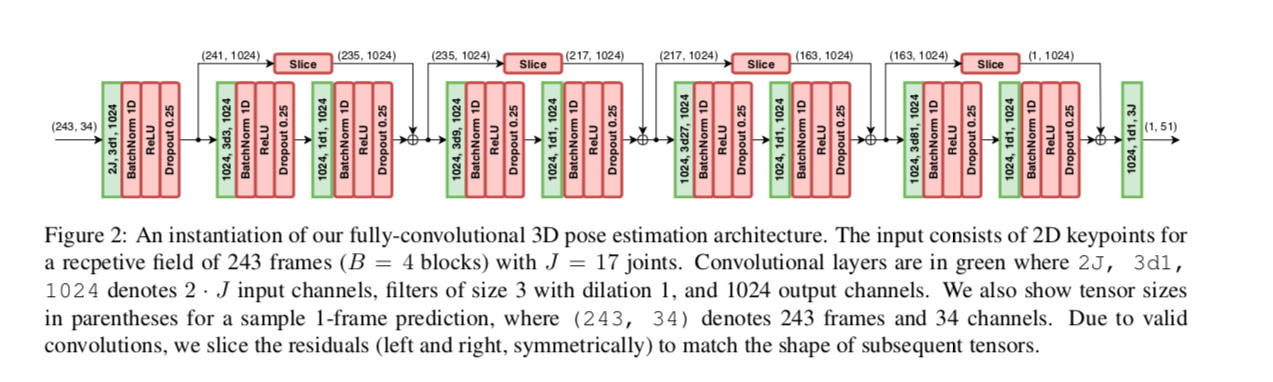 (241, 1024) Slice (235, 1024) (235, 1024) Slice (217, 1024) (217, 1024) Slice (163, 1024) (163, 1024) Slice (1, 1024)
(243, 34)
2J, 3d1, 1024
BatchNorm 1D
ReLU
Dropout 0.25
1024, 3d3, 1024
BatchNorm 1D
ReLU
Dropout 0.25
1024, 1d1, 1024
BatchNorm 1D
ReLU
Dropout 0.25
1024, 3d9, 1024
BatchNorm 1D
ReLU
Dropout 0.25
1024, 1d1, 1024
BatchNorm 1D
ReLU
Dropout 0.25
1024, 3d27, 1024
BatchNorm 1D
ReLU
Dropout 0.25
1024, 1d1, 1024
BatchNorm 1D
ReLU
Dropout 0.25
1024, 3d81, 1024
BatchNorm 1D
ReLU
Dropout 0.25
1024, 1d1, 1024
BatchNorm 1D
ReLU
Dropout 0.25
1024, 1d1, 3J
(1, 51)
Figure 2: An instantiation of our fully-convolutional 3D pose estimation architecture. The input consists of 2D keypoints for
a recpetive field of 243 frames (B = 4 blocks) with J = 17 joints. Convolutional layers are in green where 2J, 3d1,
1024 denotes 2 · J input channels, filters of size 3 with dilation 1, and 1024 output channels. We also show tensor sizes
in parentheses for a sample 1-frame prediction, where (243, 34) denotes 243 frames and 34 channels. Due to valid
convolutions, we slice the residuals (left and right, symmetrically) to match the shape of subsequent tensors.